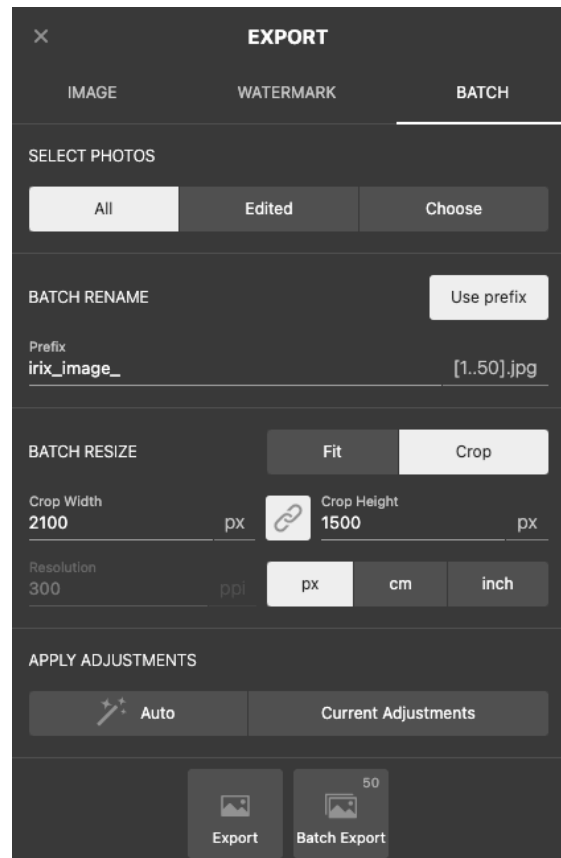 EXPORT
IMAGE WATERMARK BATCH
SELECT PHOTOS
All Edited Choose
BATCH RENAME Use prefix
Prefix
irix_image_ [1..50].jpg
BATCH RESIZE Fit Crop
Crop Width Crop Height
2100 px 1500 px
Resolution
300 ppi px cm inch
APPLY ADJUSTMENTS
Auto Current Adjustments
50
Export Batch Export